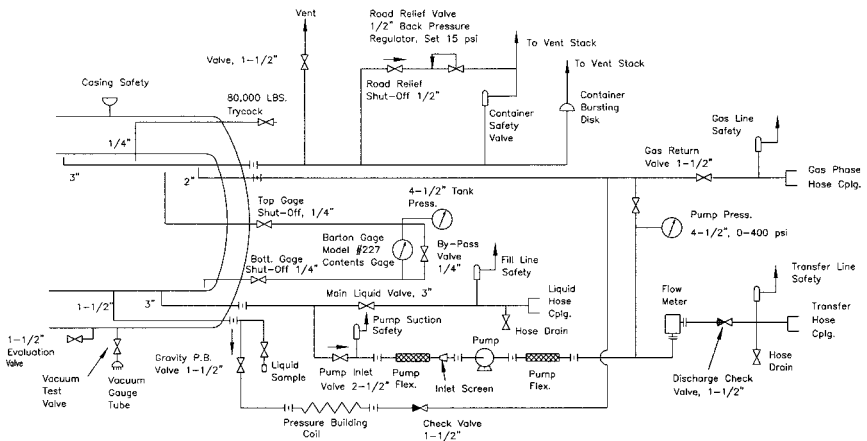 Vent
Road Relief Valve
1/2" Back Pressure
Regulator, Set 15 psi
To Vent Stack
Valve, 1-1/2"
To Vent Stack
Casing Safety
80,000 LBS.
Trycock
Road Relief
Shut-Off 1/2"
Container
Safety
Valve
Container
Bursting
Disk
Gas Line
Safety
1/4"
Gas Return
Valve 1-1/2"
3"
2"
Gas Phase
Hose Cplg.
Top Gage
Shut-Off, 1/4"
4-1/2" Tank
Press.
Pump Press.
4-1/2", 0-400 psi
Barton Gage
Model #227
Contents Gage
By-Pass
Valve
1/4"
Bott. Gage
Shut-Off 1/4"
Fill Line
Safety
Transfer Line
Safety
1-1/2"
3"
Main Liquid Valve, 3"
Liquid
Hose
Cplg.
Flow
Meter
Transfer
Hose
Cplg.
Pump Suction
Safety
Hose Drain
Pump
1-1/2"
Evaluation
Valve
Gravity P.B.
Valve 1-1/2"
Liquid
Sample
Pump Inlet
Valve 2-1/2"
Pump
Flex.
Inlet Screen
Pump
Flex.
Hose
Drain
Discharge Check
Valve, 1-1/2"
Vacuum
Test
Valve
Vacuum
Gauge
Tube
Pressure Building
Coil
Check Valve
1-1/2"